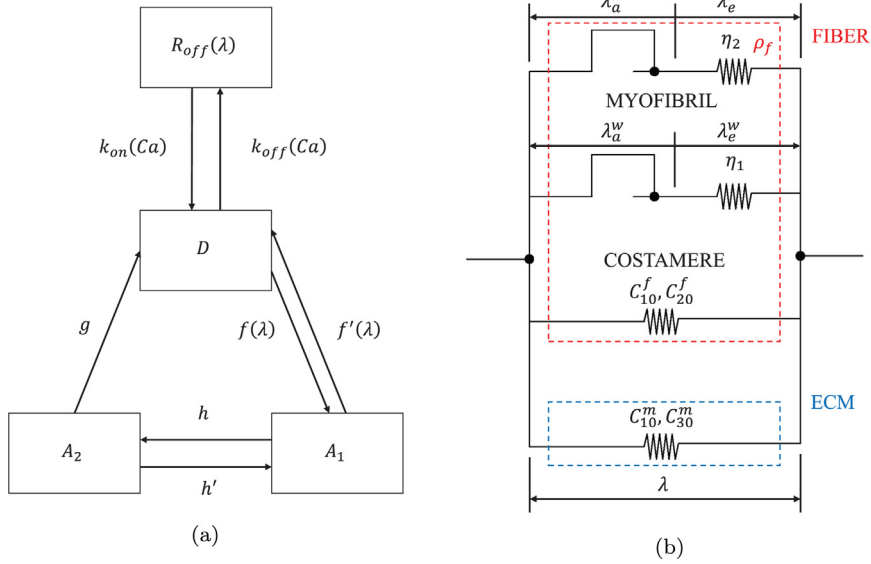 R_off(λ)
k_on(Ca)
k_off(Ca)
D
g
f(λ)
f′(λ)
h
A_2
A_1
h′
(a)
λ_a
λ_e
FIBER
η_2
ρ_f
MYOFIBRIL
λ_a^w
λ_e^w
η_1
COSTAMERE
C_10^f, C_20^f
ECM
C_10^m, C_30^m
λ
(b)